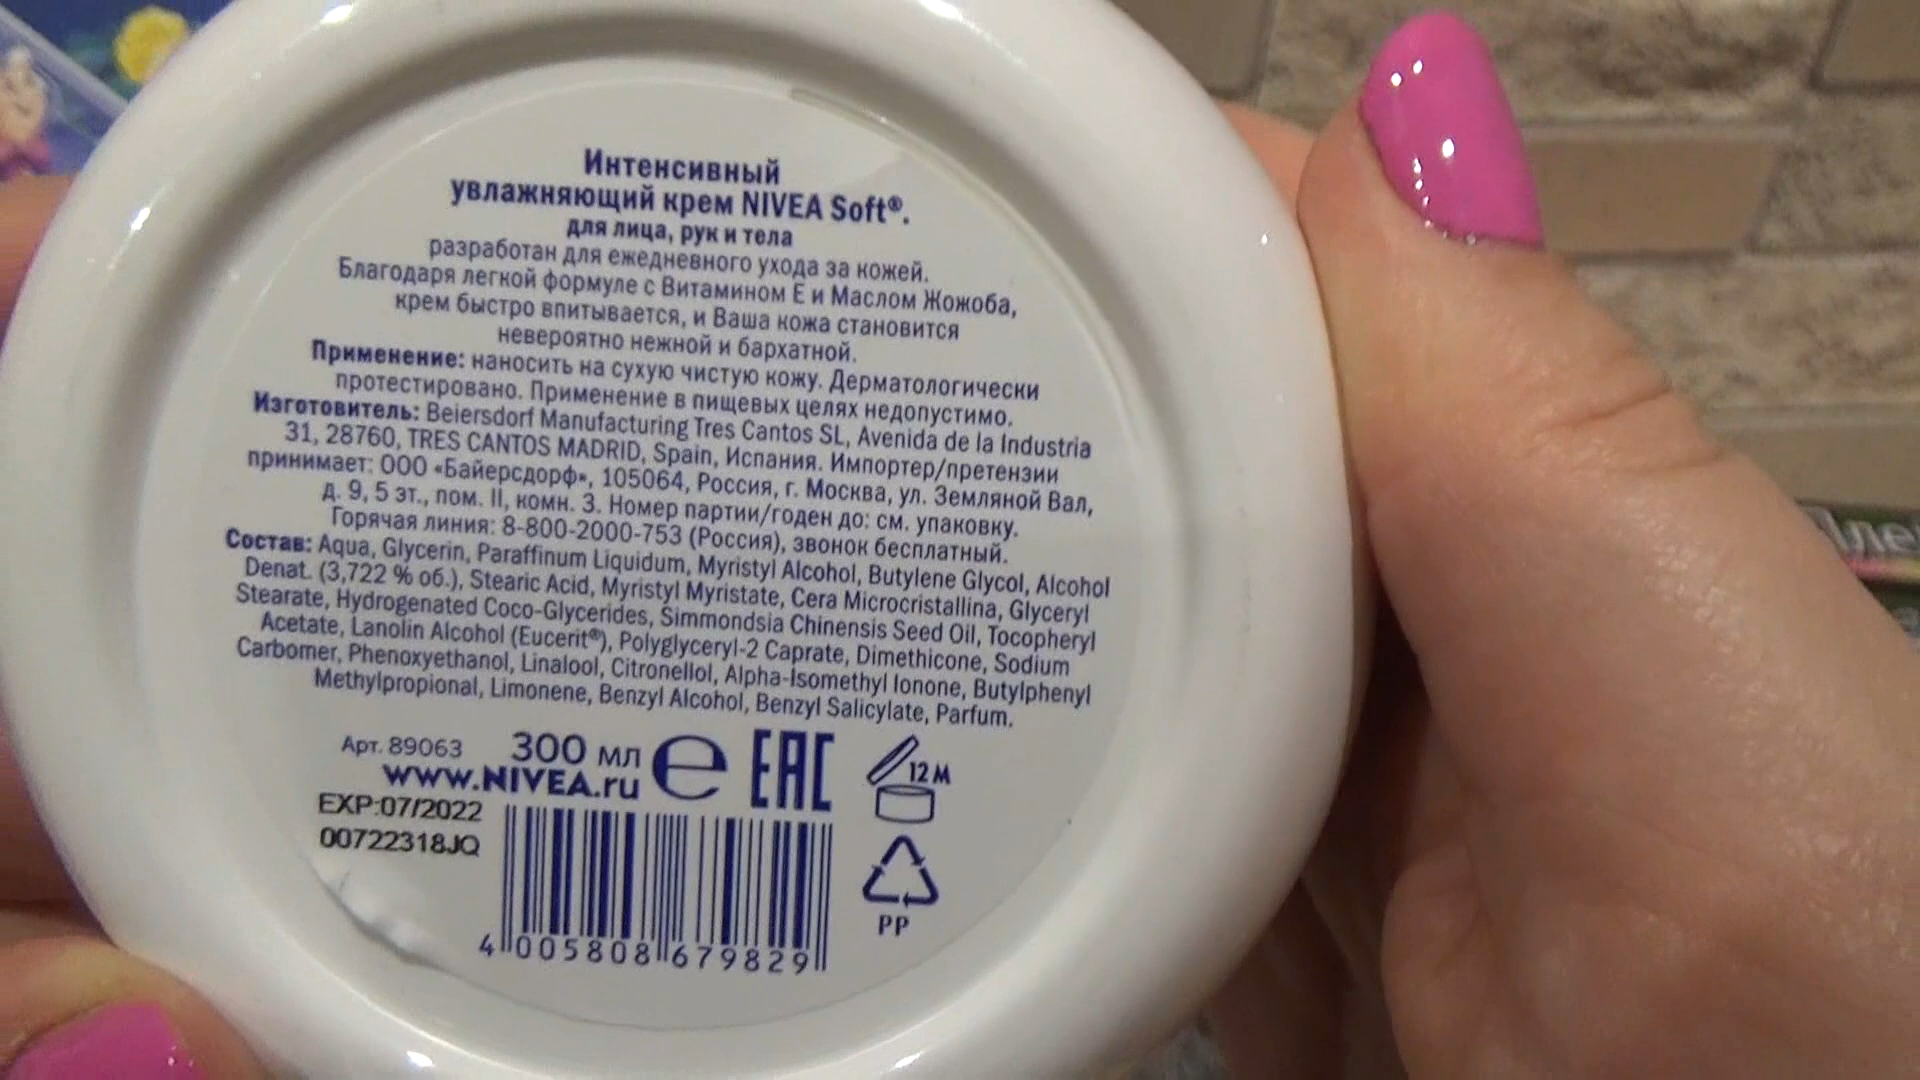 Интенсивный
увлажняющий крем NIVEA Soft®.
для лица, рук и тела
разработан для ежедневного ухода за кожей.
Благодаря легкой формуле с Витамином Е и Маслом Жожоба,
крем быстро впитывается, и Ваша кожа становится
невероятно нежной и бархатной.
Применение: наносить на сухую чистую кожу. Дерматологически
протестировано. Применение в пищевых целях недопустимо.
Изготовитель: Beiersdorf Manufacturing Tres Cantos SL, Avenida de la Industria
31, 28760, TRES CANTOS MADRID, Spain, Испания. Импортер/претензии
принимает: ООО «Байерсдорф», 105064, Россия, г. Москва, ул. Земляной Вал,
д. 9, 5 эт., пом. II, комн. 3. Номер партии/годен до: см. упаковку.
Горячая линия: 8-800-2000-753 (Россия), звонок бесплатный.
Состав: Aqua, Glycerin, Paraffinum Liquidum, Myristyl Alcohol, Butylene Glycol, Alcohol
Denat. (3,722 % об.), Stearic Acid, Myristyl Myristate, Cera Microcristallina, Glyceryl
Stearate, Hydrogenated Coco-Glycerides, Simmondsia Chinensis Seed Oil, Tocopheryl
Acetate, Lanolin Alcohol (Eucerit®), Polyglyceryl-2 Caprate, Dimethicone, Sodium
Carbomer, Phenoxyethanol, Linalool, Citronellol, Alpha-Isomethyl Ionone, Butylphenyl
Methylpropional, Limonene, Benzyl Alcohol, Benzyl Salicylate, Parfum.
Арт. 89063 300 мл e EAC 12 M
www.NIVEA.ru
EXP:07/2022
00722318JQ
PP
4 005808 679829